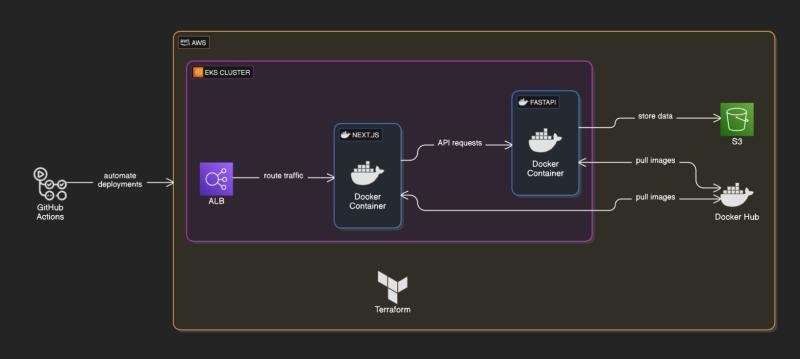 aws AWS
EKS CLUSTER
FASTAPI
NEXT.JS
store data
API requests
Docker
Container
S3
pull images
automate
deployments
route traffic
Docker
Container
ALB
pull images
GitHub
Actions
Docker Hub
Terraform